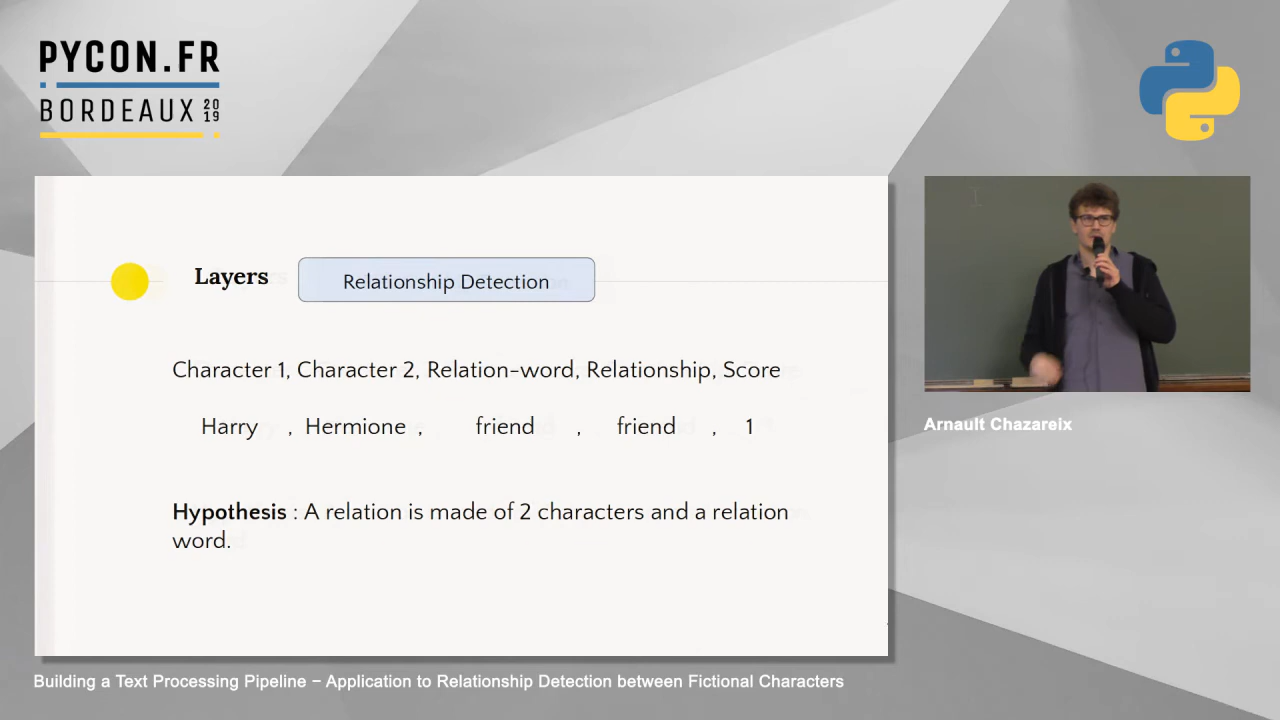 PYCON.FR
BORDEAUX 2019
Layers
Relationship Detection
Character 1, Character 2, Relation-word, Relationship, Score
Harry , Hermione , friend , friend , 1
Hypothesis : A relation is made of 2 characters and a relation
word.
Arnault Chazareix
Building a Text Processing Pipeline – Application to Relationship Detection between Fictional Characters